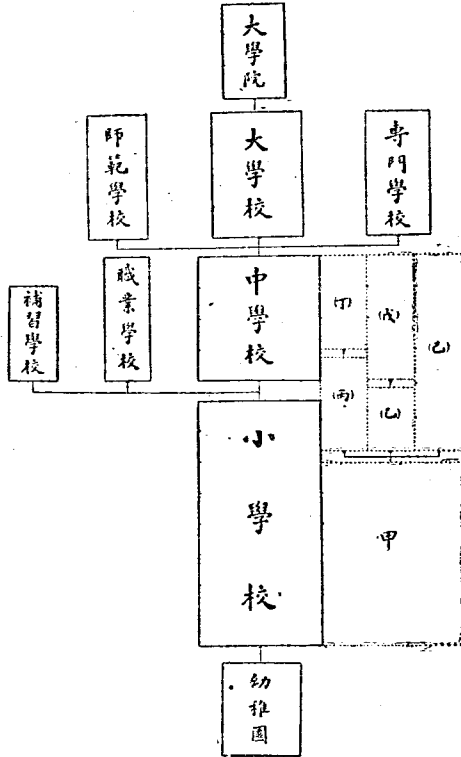 大學院
師範學校
大學校
專門學校
補習學校
職業學校
中學校
(丁)
(戊)
(己)
(丙)
(乙)
小學校
甲
幼稚園